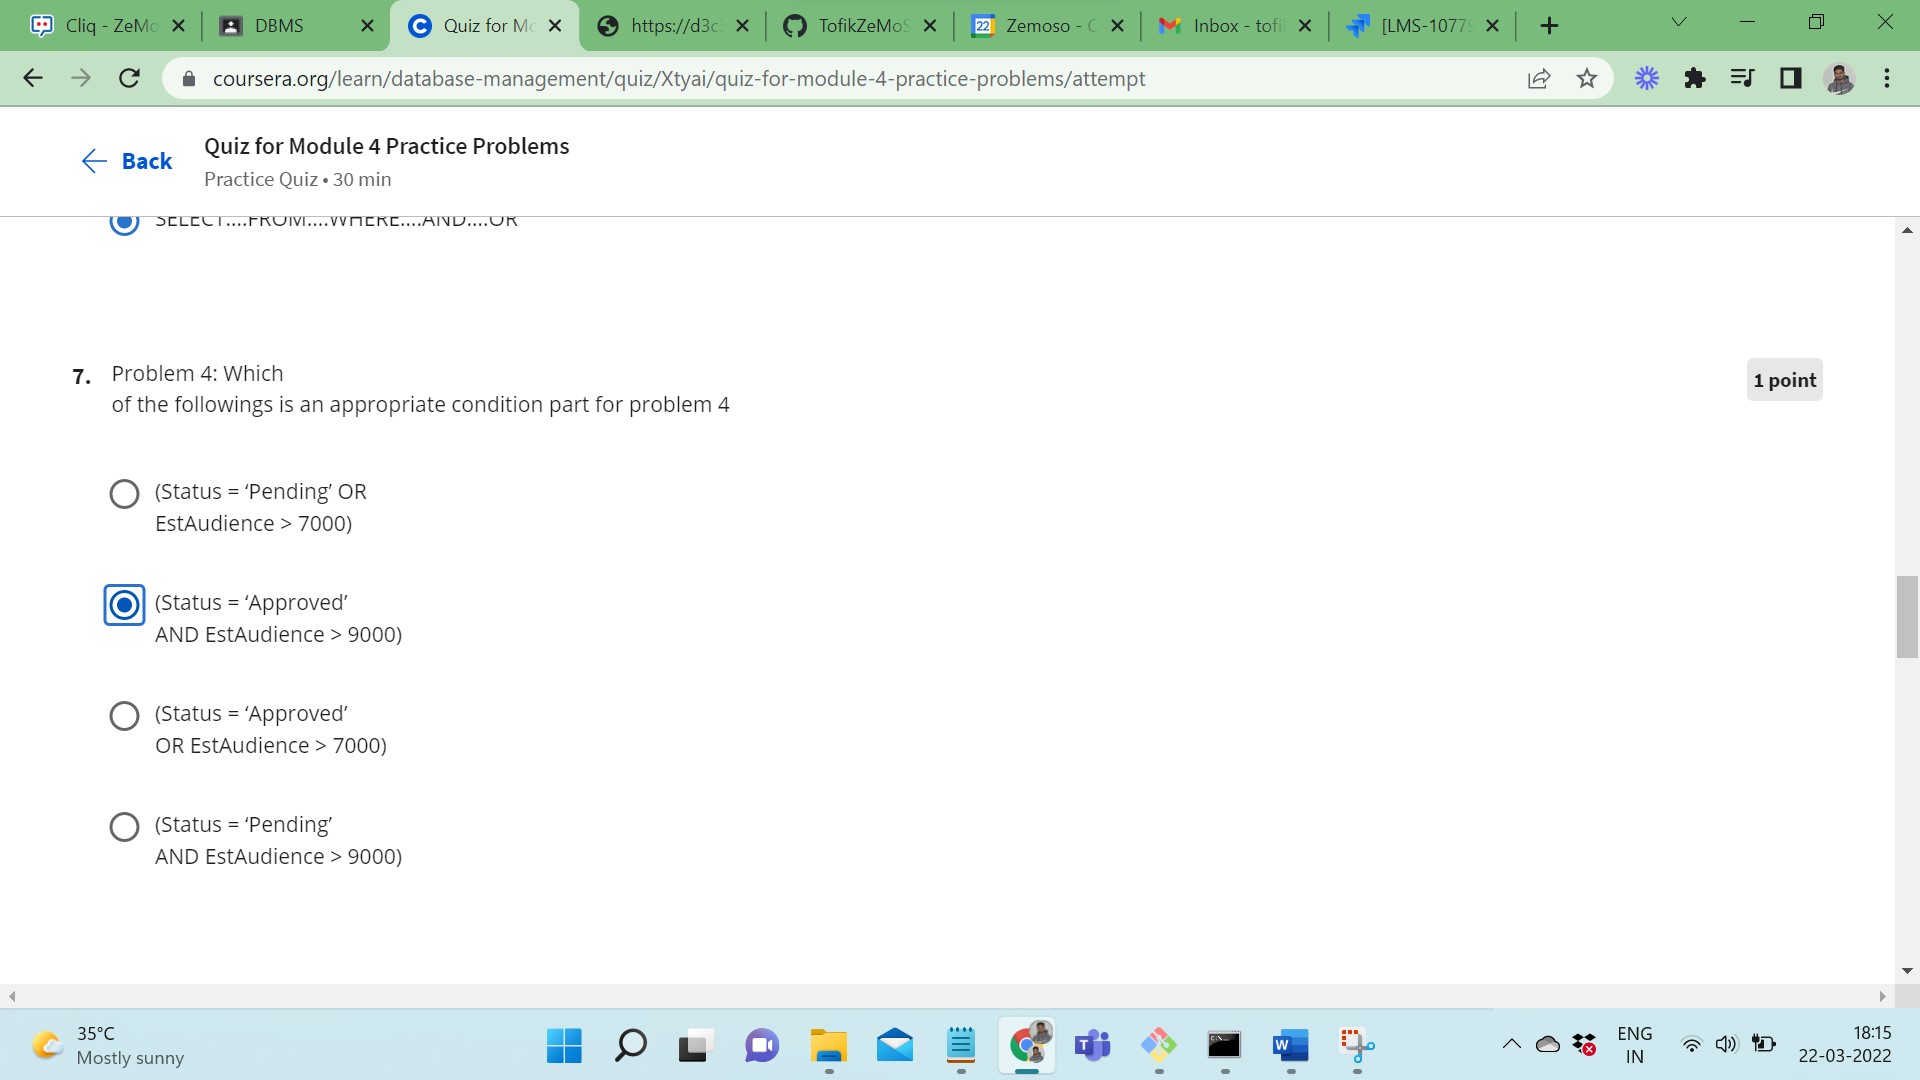 Cliq - ZeMo
DBMS
Quiz for Mo
https://d3c
TofikZeMoS
22
Zemoso - C
Inbox - tofi
[LMS-10779
coursera.org/learn/database-management/quiz/Xtyai/quiz-for-module-4-practice-problems/attempt
Back
Quiz for Module 4 Practice Problems
Practice Quiz • 30 min
SELECT....FROM....WHERE....AND....OR
7. Problem 4: Which
of the followings is an appropriate condition part for problem 4
1 point
(Status = ‘Pending’ OR
EstAudience > 7000)
(Status = ‘Approved’
AND EstAudience > 9000)
(Status = ‘Approved’
OR EstAudience > 7000)
(Status = ‘Pending’
AND EstAudience > 9000)
35°C
Mostly sunny
ENG
IN
18:15
22-03-2022